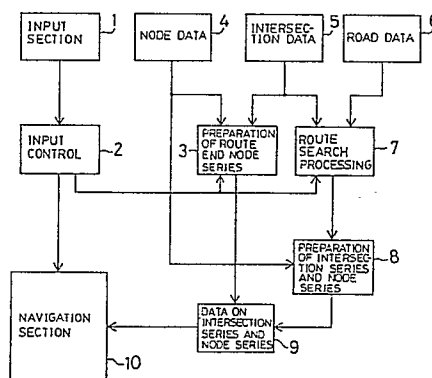 1
INPUT
SECTION
4
NODE DATA
5
INTERSEC-
TION DATA
6
ROAD DATA
INPUT
CONTROL
2
3
PREPARATION
OF ROUTE
END NODE
SERIES
ROUTE
SEARCH
PROCESSING
7
PREPARATION
OF INTERSECTION
SERIES AND
NODE SERIES
8
NAVIGATION
SECTION
10
DATA ON
INTERSECTION
SERIES AND
NODE SERIES
9